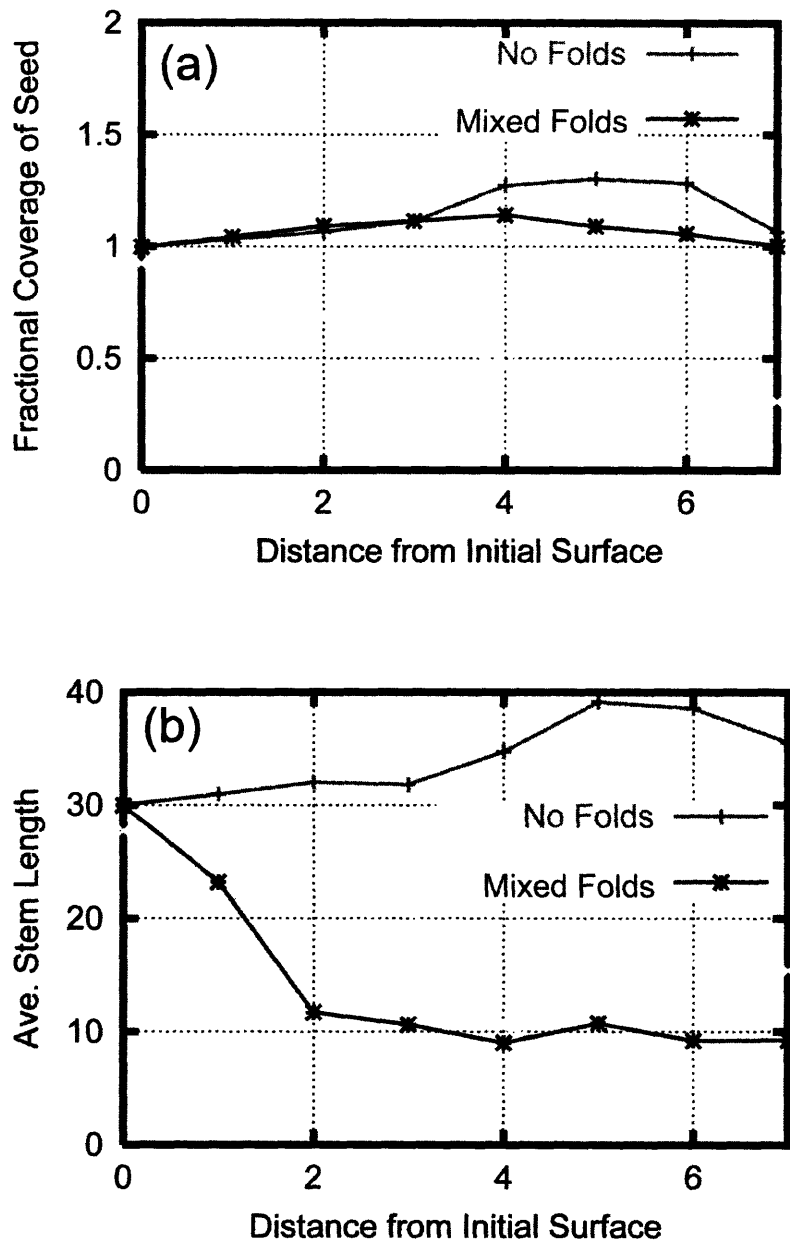 (a)
No Folds
Mixed Folds
Fractional Coverage of Seed
2
1.5
1
0.5
0
0 2 4 6
Distance from Initial Surface
(b)
No Folds
Mixed Folds
Ave. Stem Length
40
30
20
10
0
0 2 4 6
Distance from Initial Surface